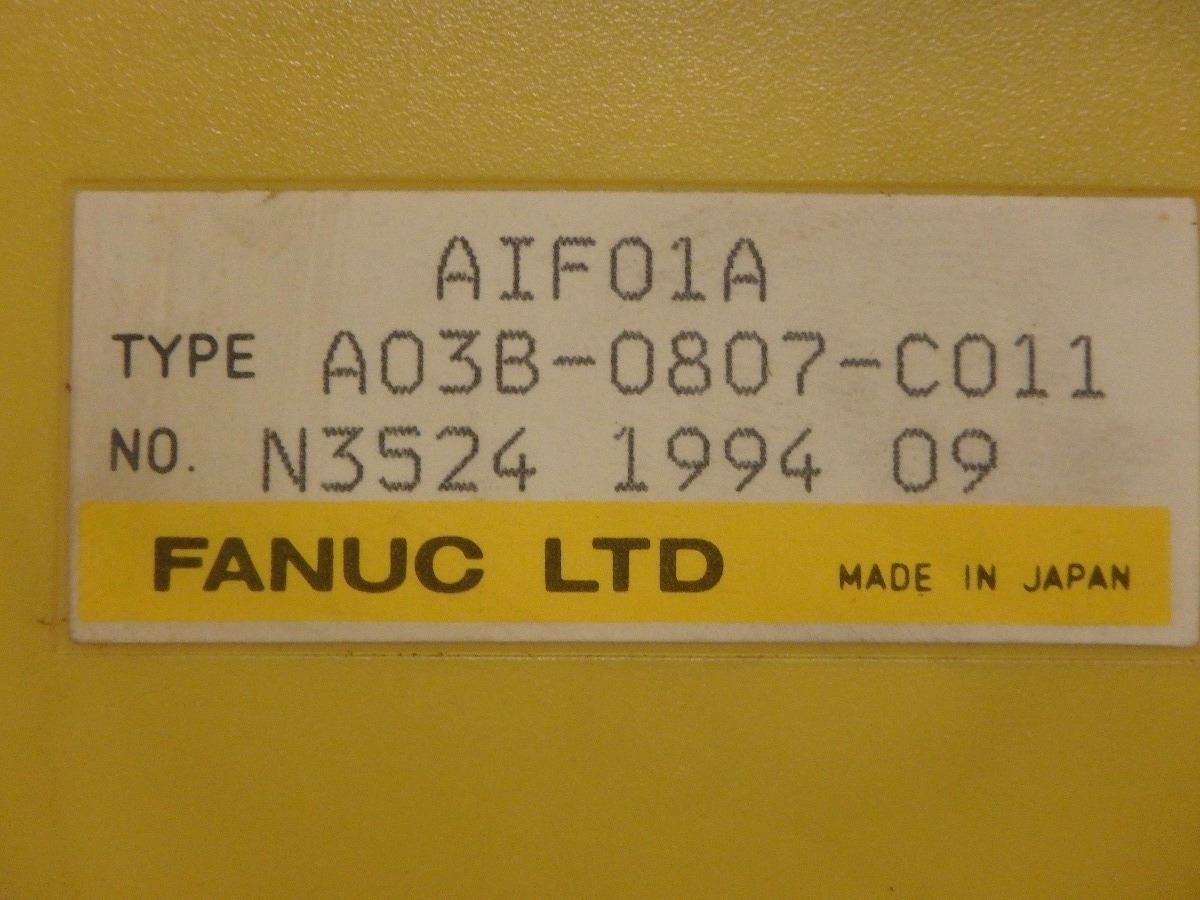 AIF01A
TYPE A03B-0807-C011
NO. N3524 1994 09
FANUC LTD MADE IN JAPAN